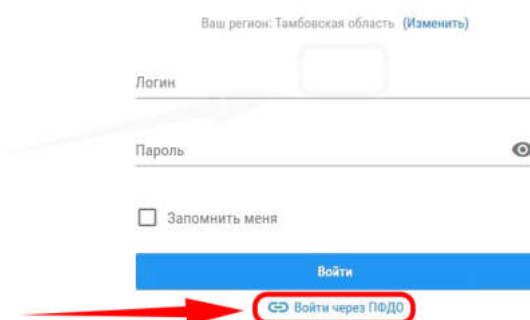 Ваш регион: Тамбовская область (Изменить)
Логин
Пароль
Запомнить меня
Войти
Войти через ПФДО